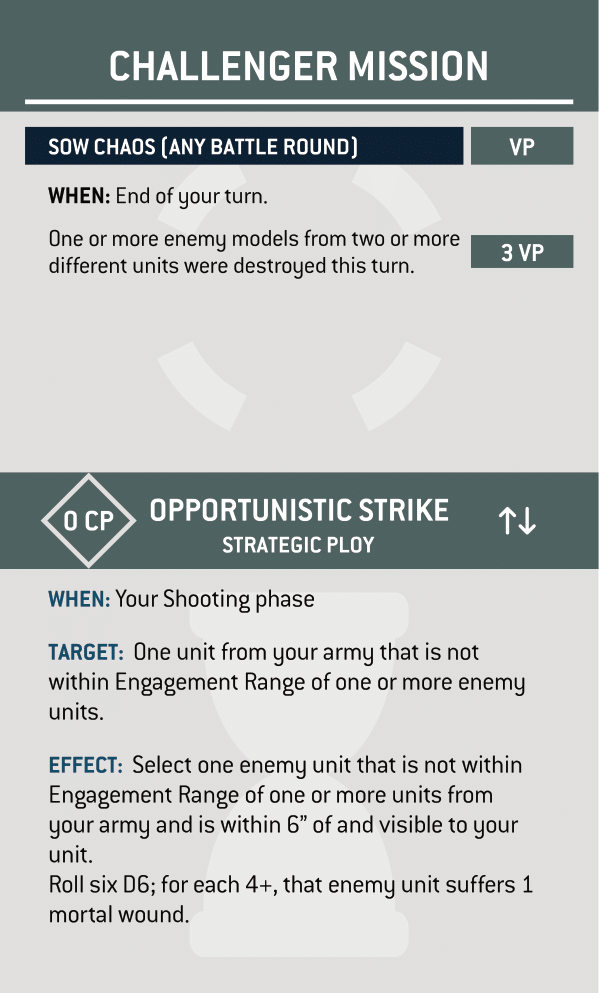 CHALLENGER MISSION
SOW CHAOS (ANY BATTLE ROUND)
VP
WHEN: End of your turn.
One or more enemy models from two or more
different units were destroyed this turn.
3 VP
0 CP
OPPORTUNISTIC STRIKE
STRATEGIC PLOY
WHEN: Your Shooting phase
TARGET: One unit from your army that is not
within Engagement Range of one or more enemy
units.
EFFECT: Select one enemy unit that is not within
Engagement Range of one or more units from
your army and is within 6” of and visible to your
unit.
Roll six D6; for each 4+, that enemy unit suffers 1
mortal wound.